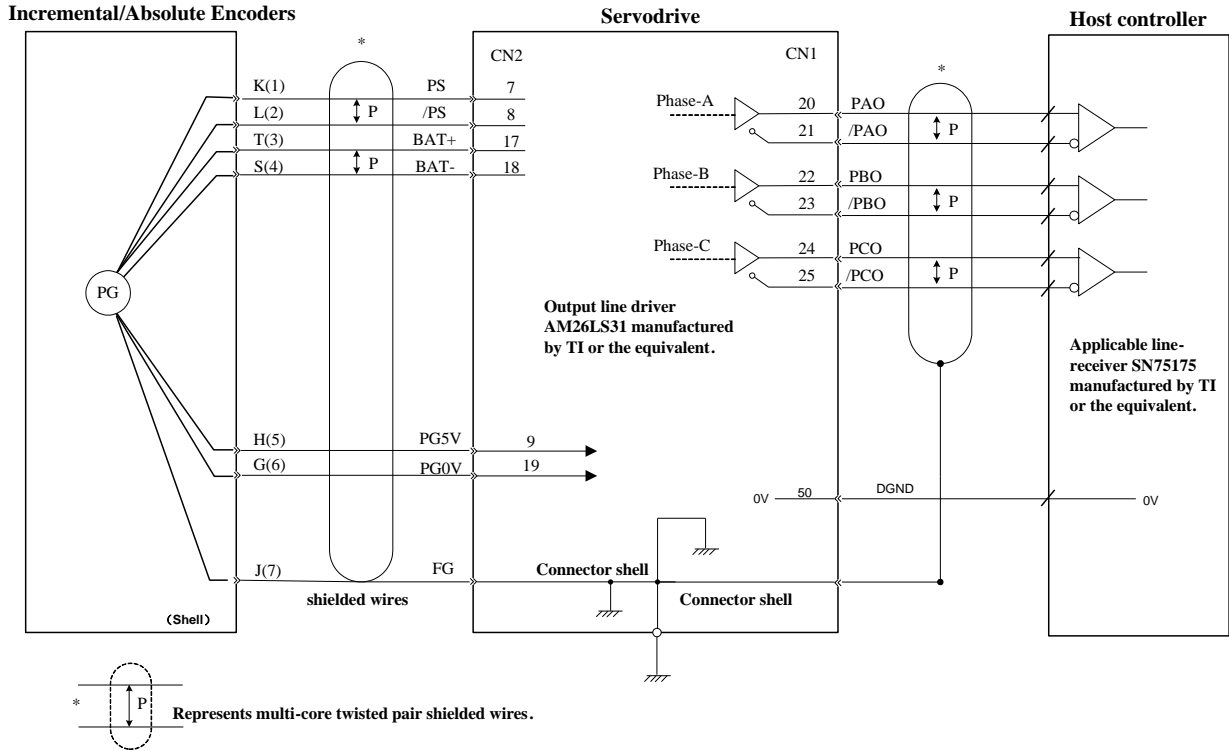 Incremental/Absolute Encoders
Servodrive
Host controller
*
CN2
CN1
*
K(1) PS 7
P
L(2) /PS 8
T(3) BAT+ 17
P
S(4) BAT- 18
PG
Phase-A 20 PAO
21 /PAO P
Phase-B 22 PBO
23 /PBO P
Phase-C 24 PCO
25 /PCO P
Output line driver
AM26LS31 manufactured
by TI or the equivalent.
Applicable line-
receiver SN75175
manufactured by TI
or the equivalent.
H(5) PG5V 9
G(6) PG0V 19
0V 50 DGND 0V
J(7) FG
Connector shell
shielded wires
Connector shell
(Shell)
* P
Represents multi-core twisted pair shielded wires.